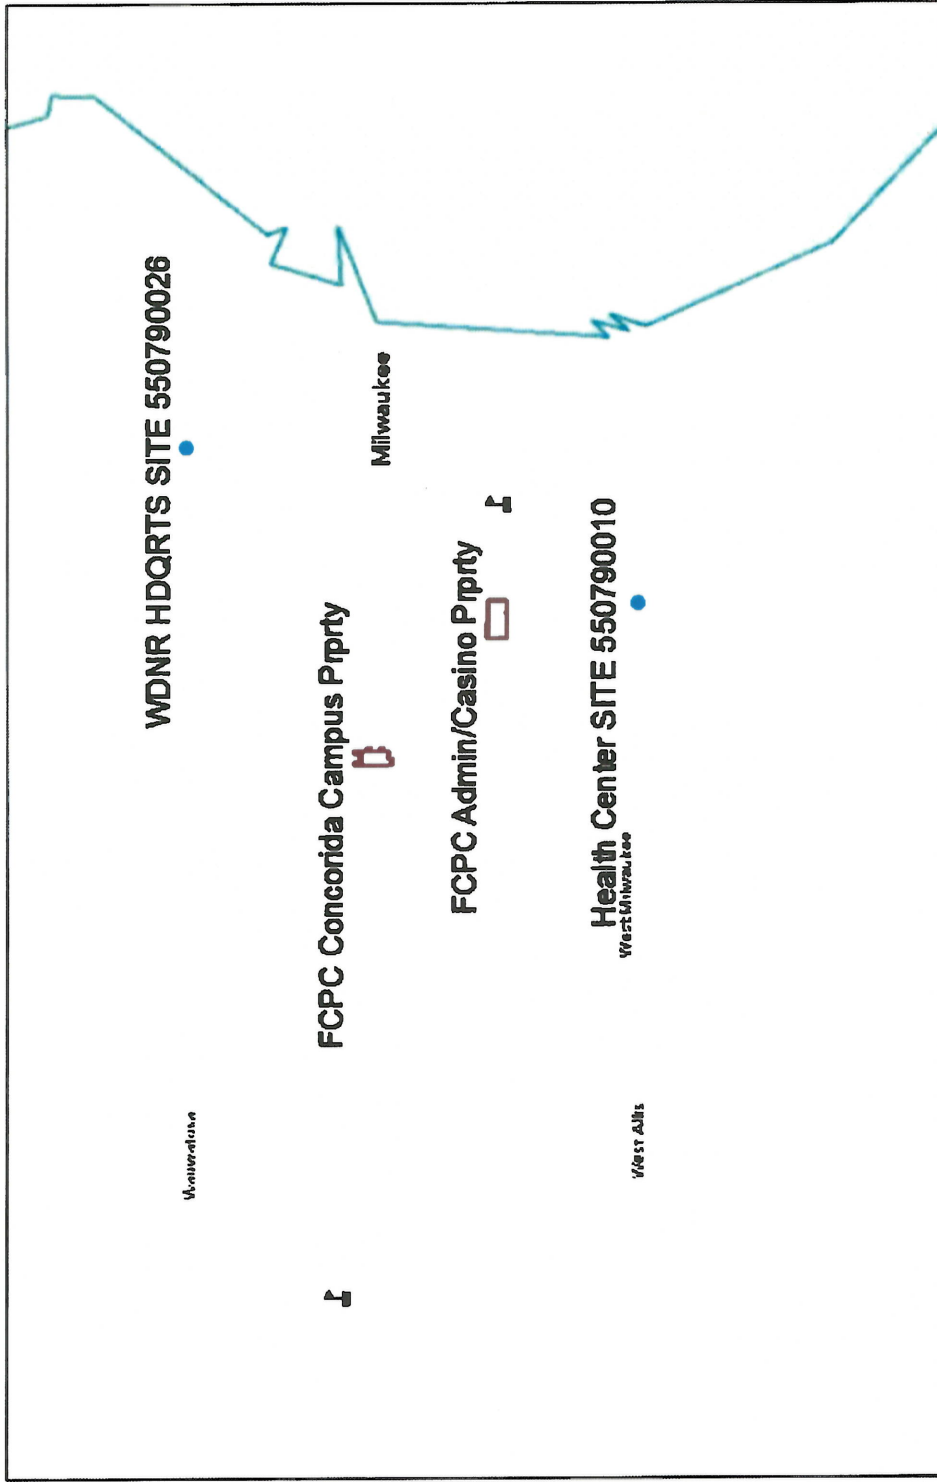 WDNR HDQRTS SITE 550790026
Wauwatosa
FCPC Concorida Campus Prprty
Milwaukee
FCPC Admin/Casino Prprty
Health Center SITE 550790010
West Milwaukee
West Allis